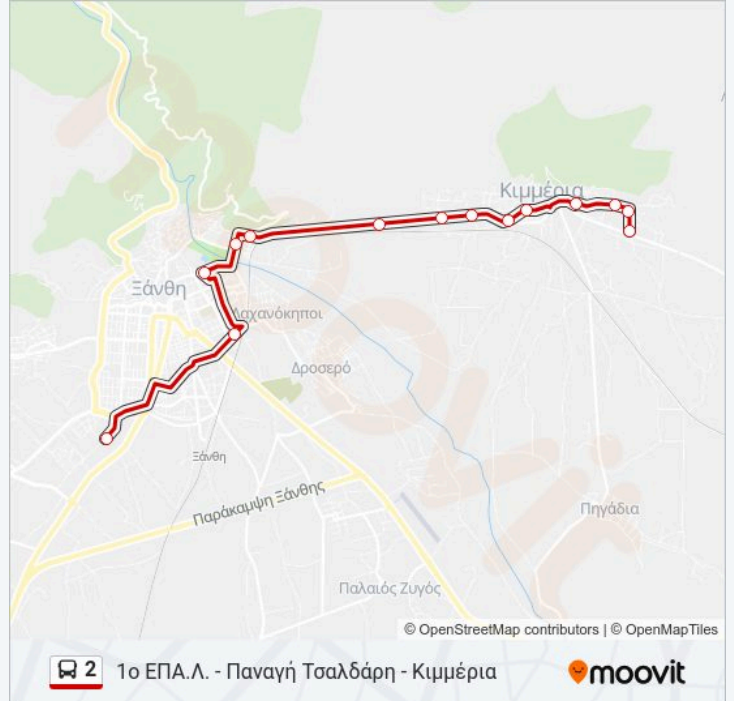 Κιμμέρια
Ξάνθη
Λαχανόκηποι
Δροσερό
Ξάνθη
Παράκαμψη Ξάνθης
Πηγάδια
Παλαιός Ζυγός
© OpenStreetMap contributors | © OpenMapTiles
2 1ο ΕΠΑ.Λ. - Παναγή Τσαλδάρη - Κιμμέρια moovit